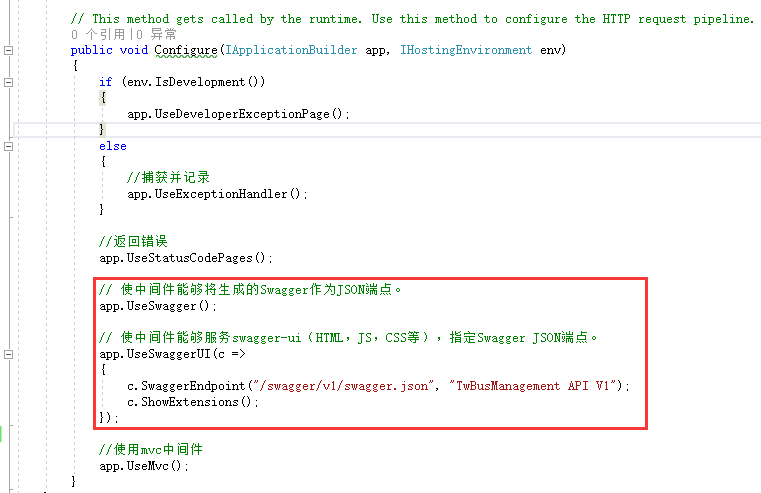 // This method gets called by the runtime. Use this method to configure the HTTP request pipeline.
0 个引用|0 异常
public void Configure(IApplicationBuilder app, IHostingEnvironment env)
{
if (env.IsDevelopment())
{
app.UseDeveloperExceptionPage();
}
else
{
//捕获并记录
app.UseExceptionHandler();
}
//返回错误
app.UseStatusCodePages();
// 使中间件能够将生成的Swagger作为JSON端点。
app.UseSwagger();
// 使中间件能够服务swagger-ui（HTML，JS，CSS等），指定Swagger JSON端点。
app.UseSwaggerUI(c =>
{
c.SwaggerEndpoint("/swagger/v1/swagger.json", "TwBusManagement API V1");
c.ShowExtensions();
});
//使用mvc中间件
app.UseMvc();
}